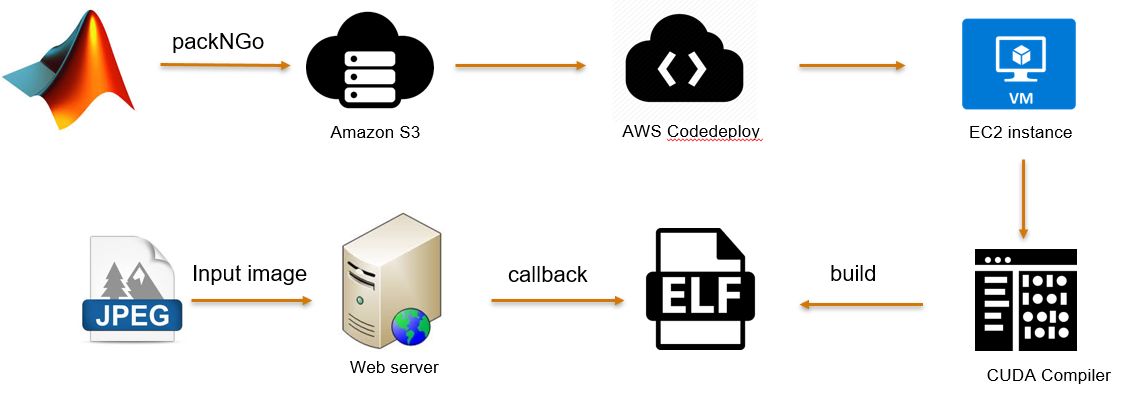 packNGo
Amazon S3
AWS Codedeploy
VM
EC2 instance
JPEG
Input image
Web server
callback
ELF
build
CUDA Compiler